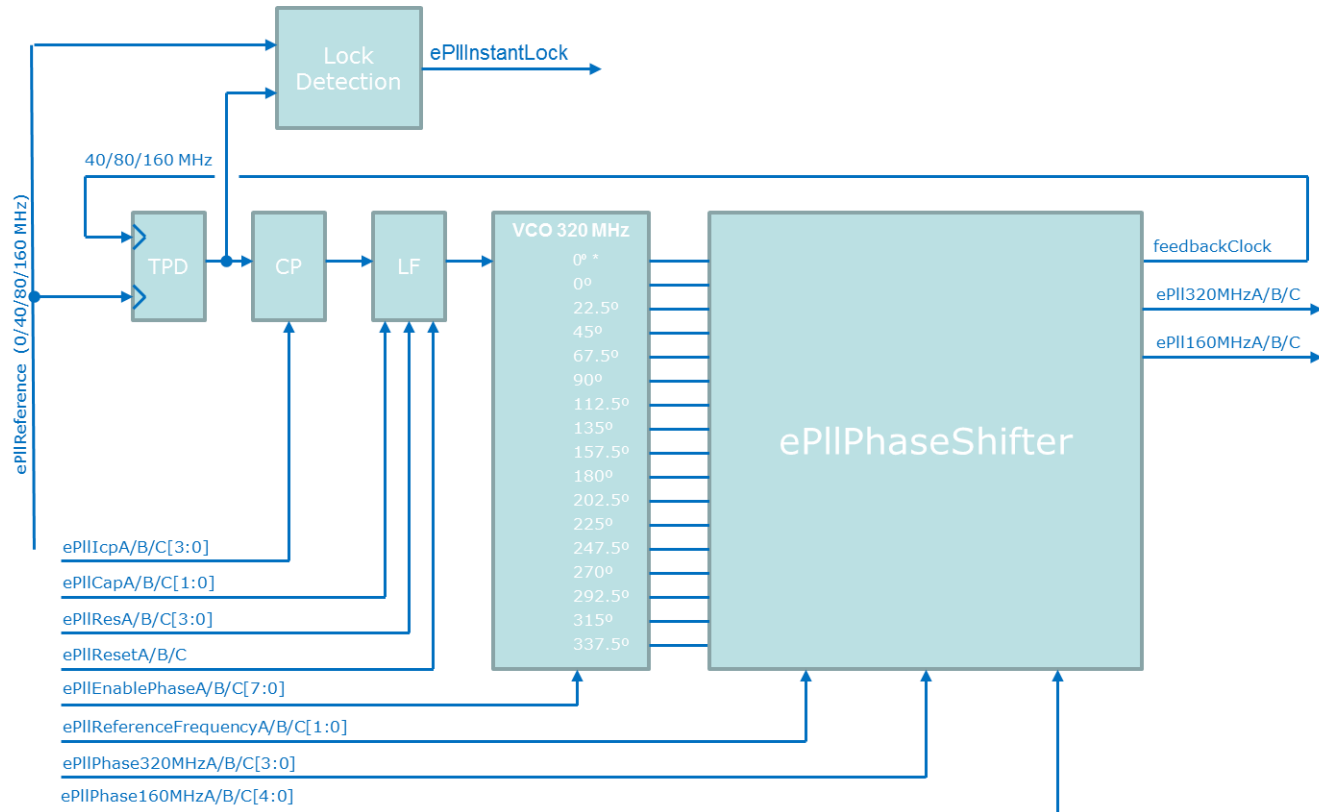 Lock
Detection
ePllInstantLock
40/80/160 MHz
ePllReference (0/40/80/160 MHz)
TPD
CP
LF
VCO 320 MHz
0º *
0º
22.5º
45º
67.5º
90º
112.5º
135º
157.5º
180º
202.5º
225º
247.5º
270º
292.5º
315º
337.5º
ePllPhaseShifter
feedbackClock
ePll320MHzA/B/C
ePll160MHzA/B/C
ePllIcpA/B/C[3:0]
ePllCapA/B/C[1:0]
ePllResA/B/C[3:0]
ePllResetA/B/C
ePllEnablePhaseA/B/C[7:0]
ePllReferenceFrequencyA/B/C[1:0]
ePllPhase320MHzA/B/C[3:0]
ePllPhase160MHzA/B/C[4:0]